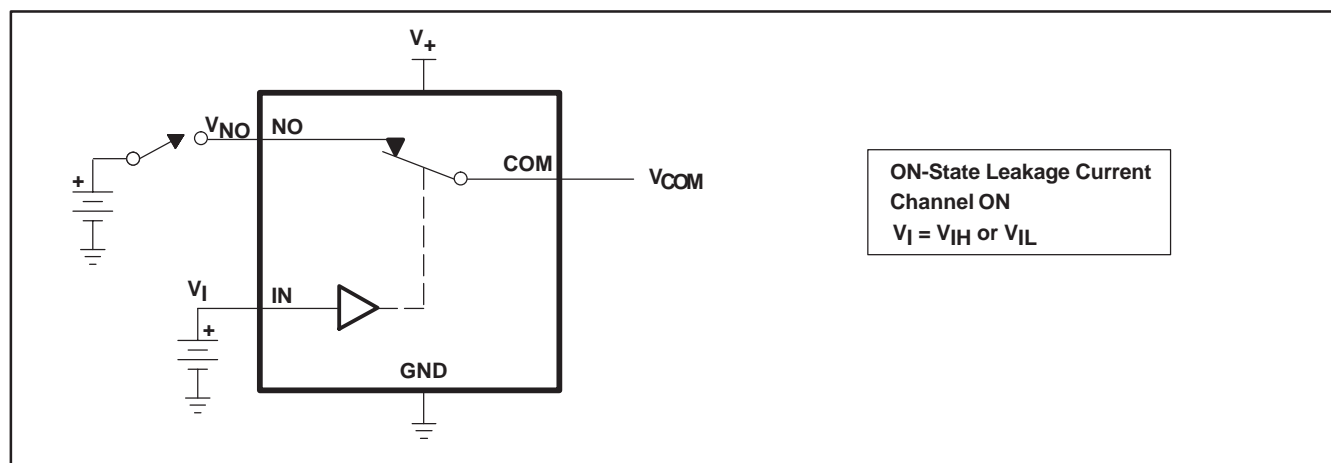 V+
VNO NO
COM
VCOM
+
VI IN
+
GND
ON-State Leakage Current
Channel ON
VI = VIH or VIL